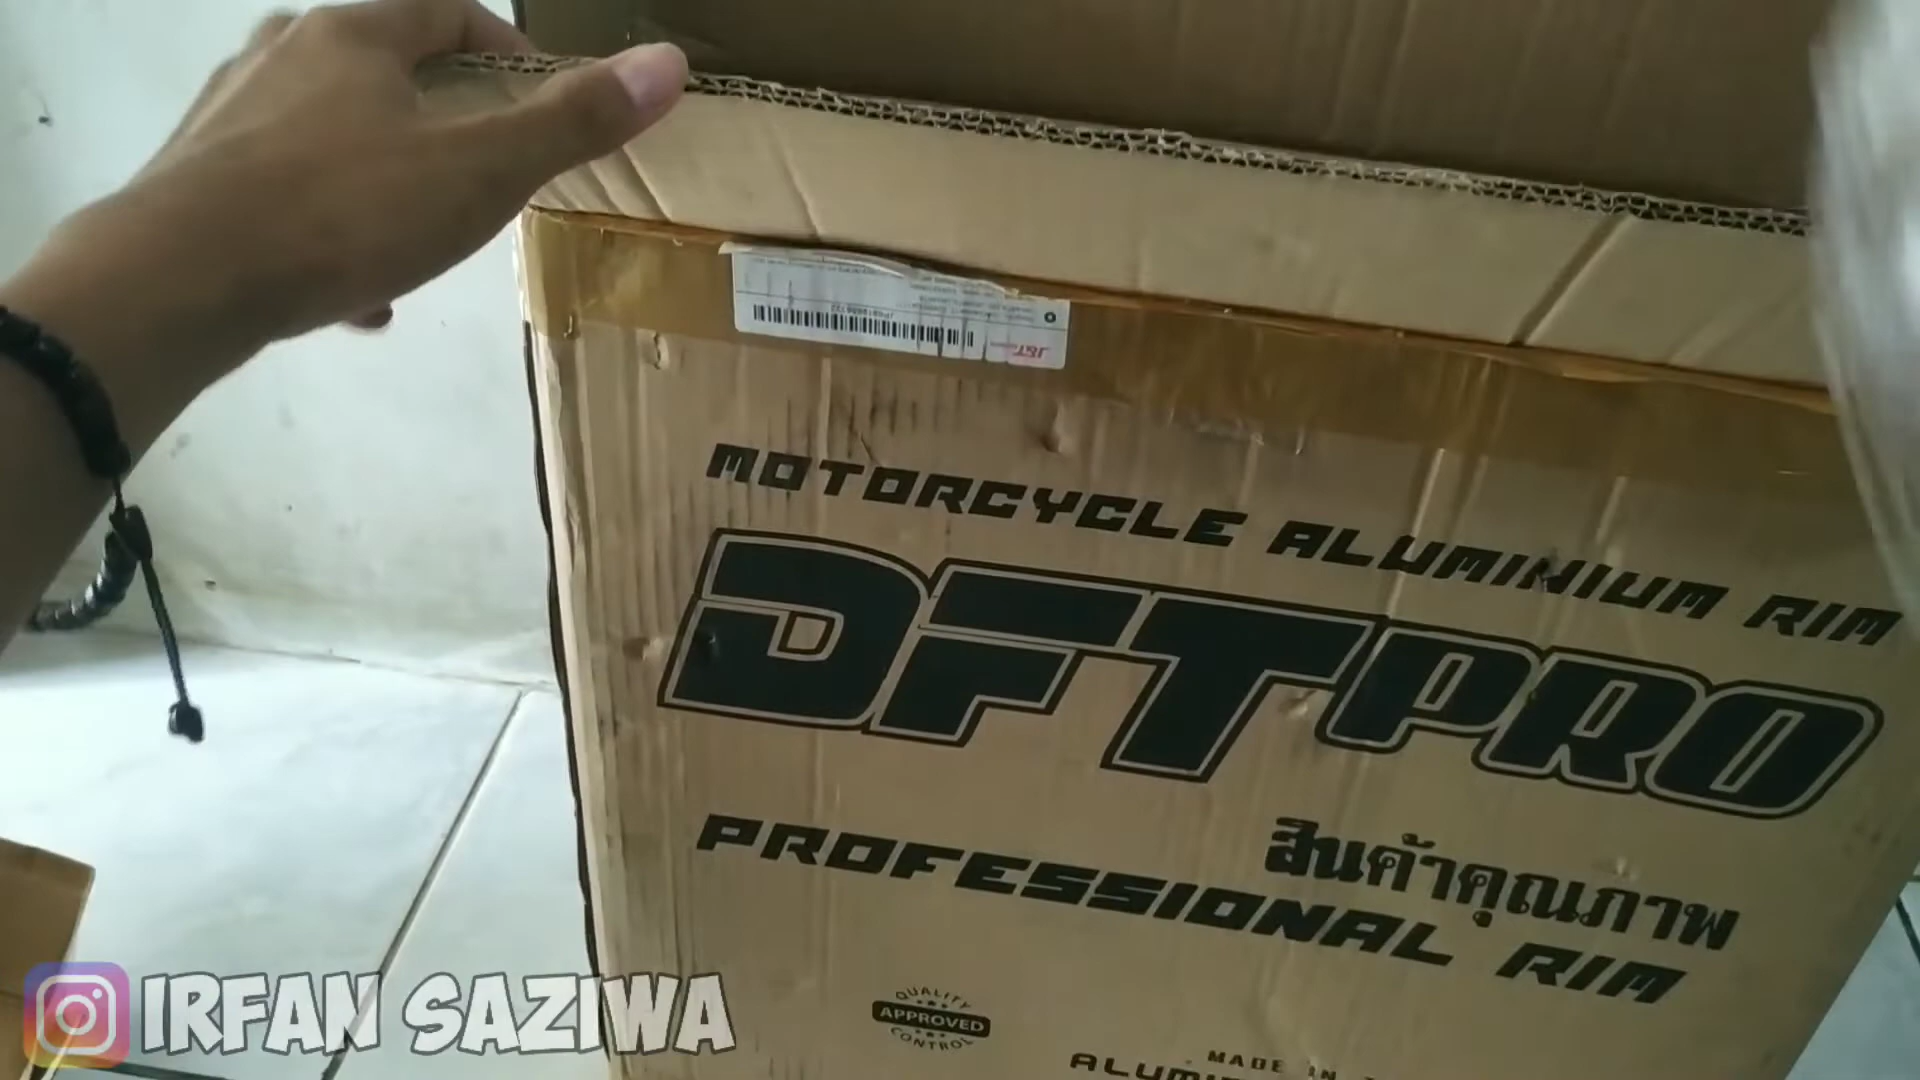 J&T
MOTORCYCLE ALUMINIUM RIM
DFTPRO
สินค้าคุณภาพ
PROFESSIONAL RIM
QUALITY
APPROVED
CONTROL
MADE IN
IRFAN SAZIWA